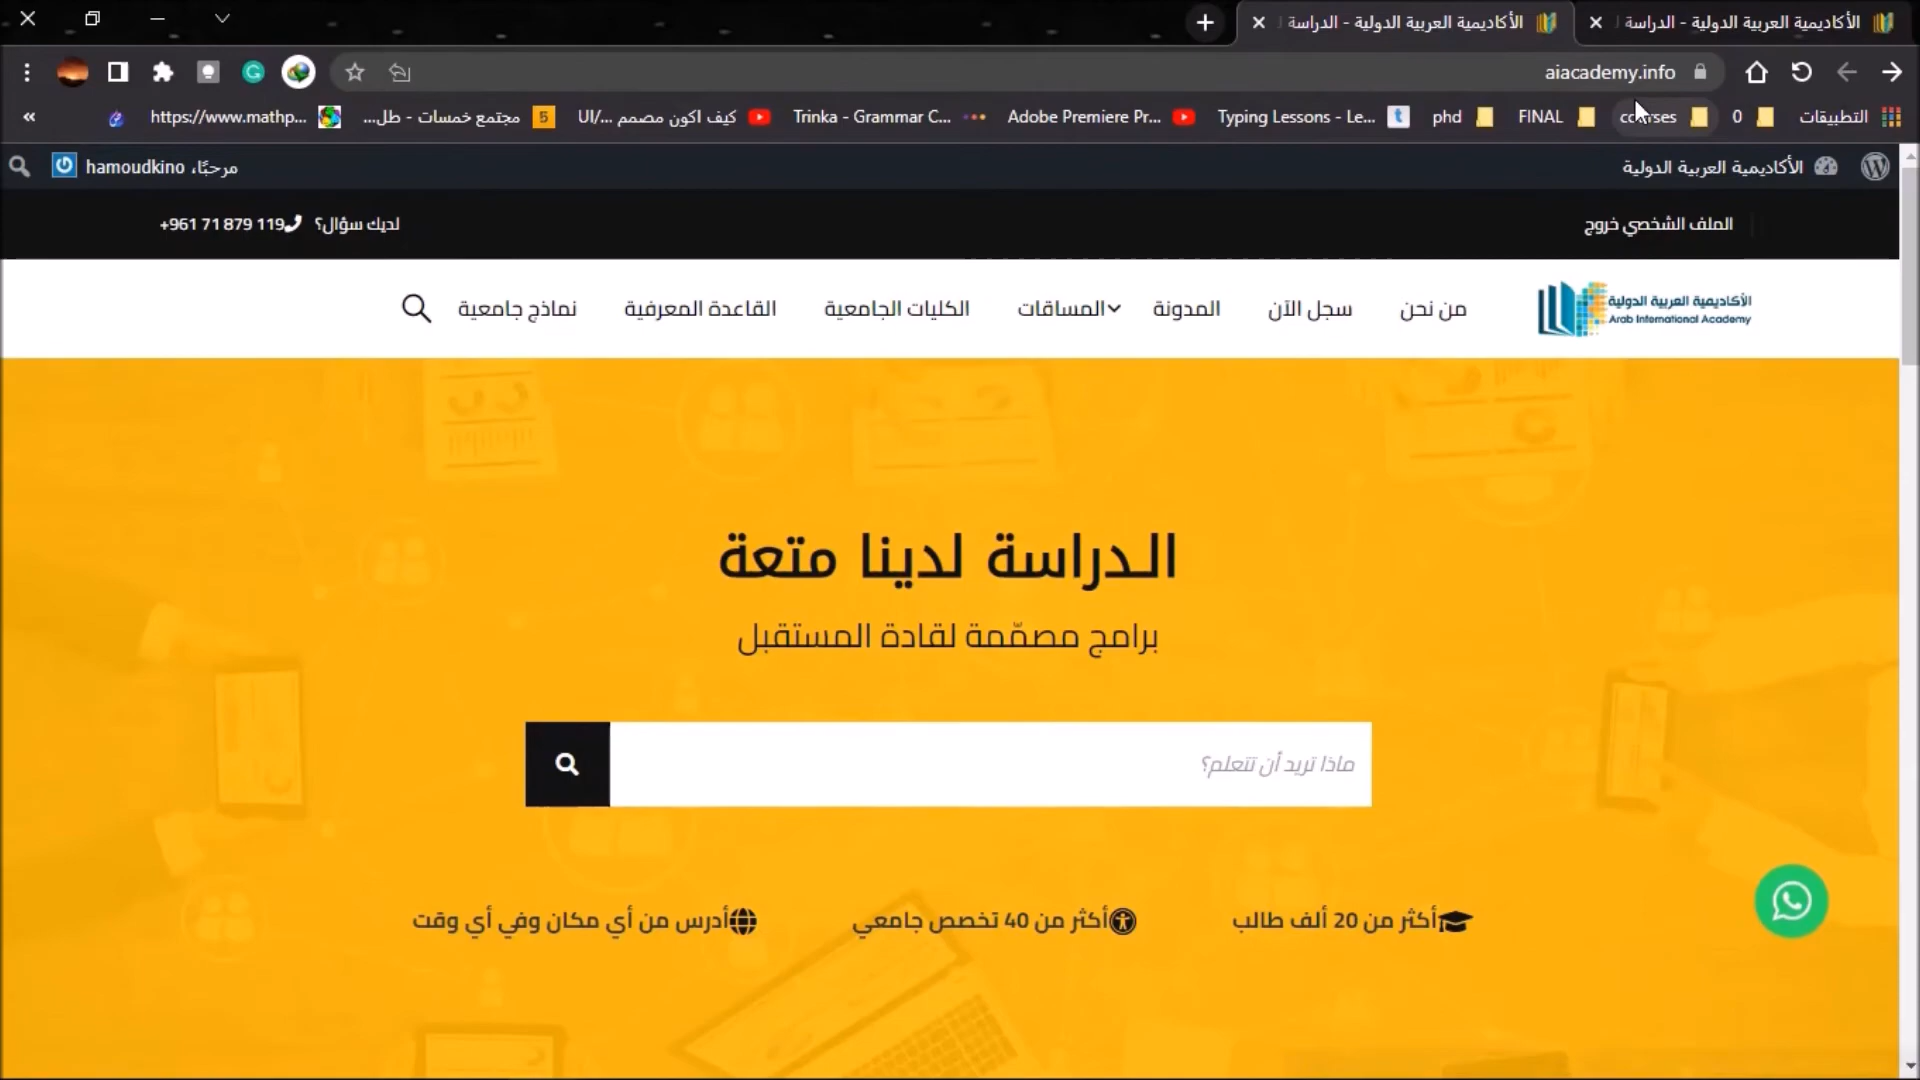 الأكاديمية العربية الدولية - الدراسة
الأكاديمية العربية الدولية - الدراسة
aiacademy.info
التطبيقات
0
courses
FINAL
phd
Typing Lessons - Le...
Adobe Premiere Pr...
Trinka - Grammar C...
كيف اكون مصمم UI/...
مجتمع خمسات - طل...
https://www.mathp...
الأكاديمية العربية الدولية
مرحبًا، hamoudkino
الملف الشخصي خروج
لديك سؤال؟ +961 71 879 119
الأكاديمية العربية الدولية
Arab International Academy
من نحن
سجل الآن
المدونة
المساقات
الكليات الجامعية
القاعدة المعرفية
نماذج جامعية
الدراسة لدينا متعة
برامج مصمّمة لقادة المستقبل
ماذا تريد أن تتعلم؟
أكثر من 20 ألف طالب
أكثر من 40 تخصص جامعي
أدرس من أي مكان وفي أي وقت